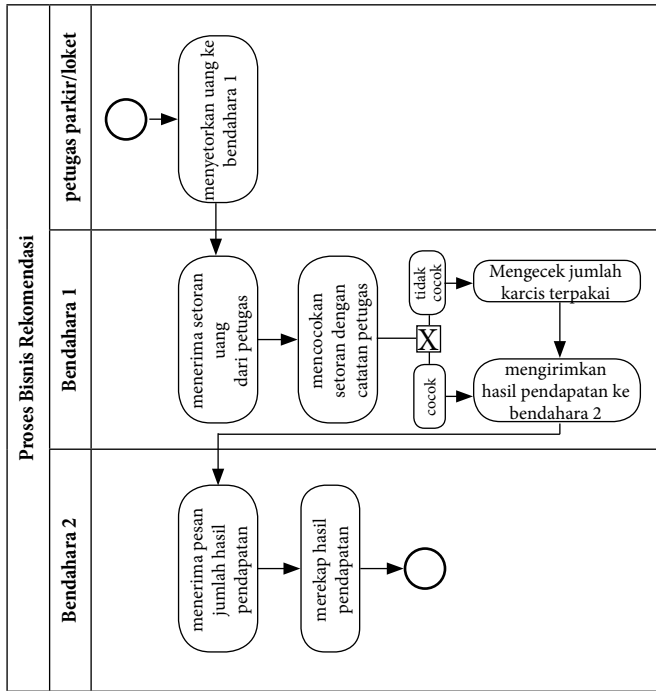 Proses Bisnis Rekomendasi
petugas parkir/loket
menyetorkan uang ke
bendahara 1
Bendahara 1
menerima setoran
uang
dari petugas
mencocokan
setoran dengan
catatan petugas
X
tidak
cocok
cocok
Mengecek jumlah
karcis terpakai
mengirimkan
hasil pendapatan ke
bendahara 2
Bendahara 2
menerima pesan
jumlah hasil
pendapatan
merekap hasil
pendapatan